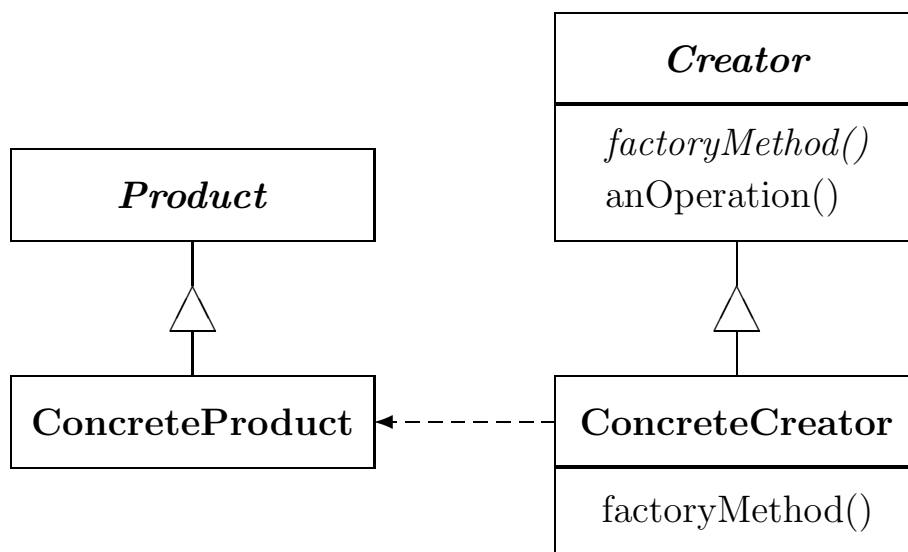 Creator
factoryMethod()
anOperation()
Product
ConcreteProduct
ConcreteCreator
factoryMethod()